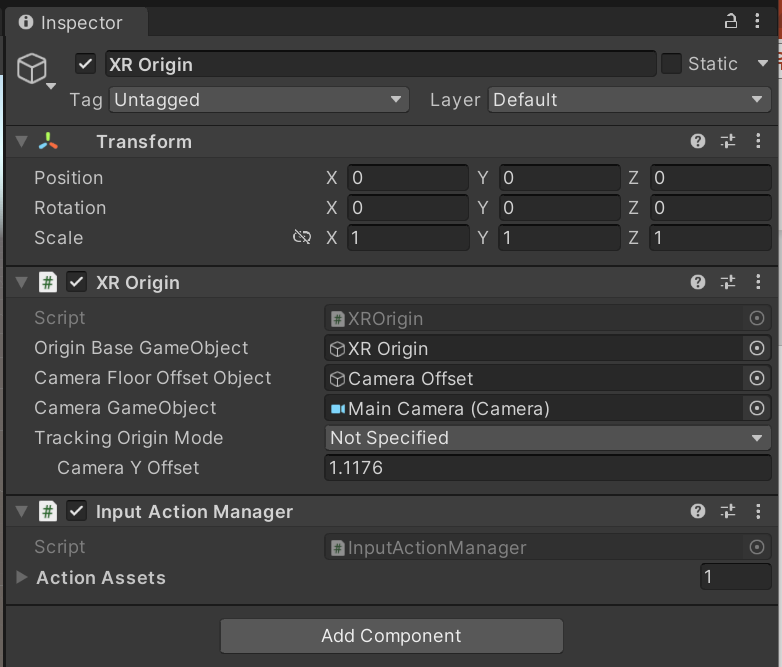 Inspector
XR Origin Static
Tag Untagged Layer Default
Transform
Position X 0 Y 0 Z 0
Rotation X 0 Y 0 Z 0
Scale X 1 Y 1 Z 1
# XR Origin
Script #XROrigin
Origin Base GameObject XR Origin
Camera Floor Offset Object Camera Offset
Camera GameObject Main Camera (Camera)
Tracking Origin Mode Not Specified
Camera Y Offset 1.1176
# Input Action Manager
Script #InputActionManager
Action Assets 1
Add Component